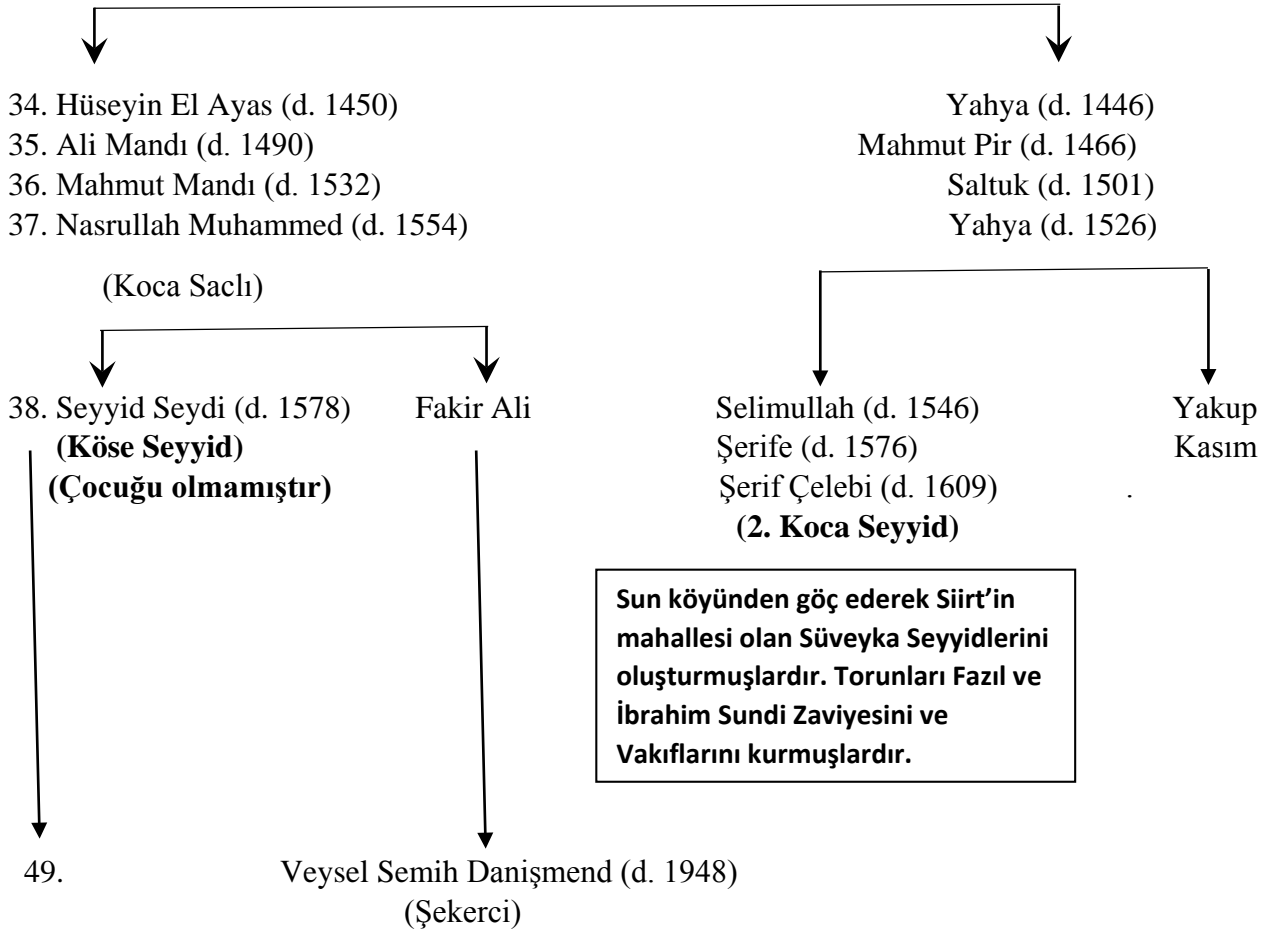 34. Hüseyin El Ayas (d. 1450) Yahya (d. 1446)
35. Ali Mandı (d. 1490) Mahmut Pir (d. 1466)
36. Mahmut Mandı (d. 1532) Saltuk (d. 1501)
37. Nasrullah Muhammed (d. 1554) Yahya (d. 1526)
(Koca Saclı)
38. Seyyid Seydi (d. 1578) Fakir Ali Selimullah (d. 1546) Yakup
(Köse Seyyid) Şerife (d. 1576) Kasım
(Çocuğu olmamıştır) Şerif Çelebi (d. 1609) .
(2. Koca Seyyid)
Sun köyünden göç ederek Siirt’in
mahallesi olan Süveyka Seyyidlerini
oluşturmuşlardır. Torunları Fazıl ve
İbrahim Sundi Zaviyesini ve
Vakıflarını kurmuşlardır.
49. Veysel Semih Danişmend (d. 1948)
(Şekerci)